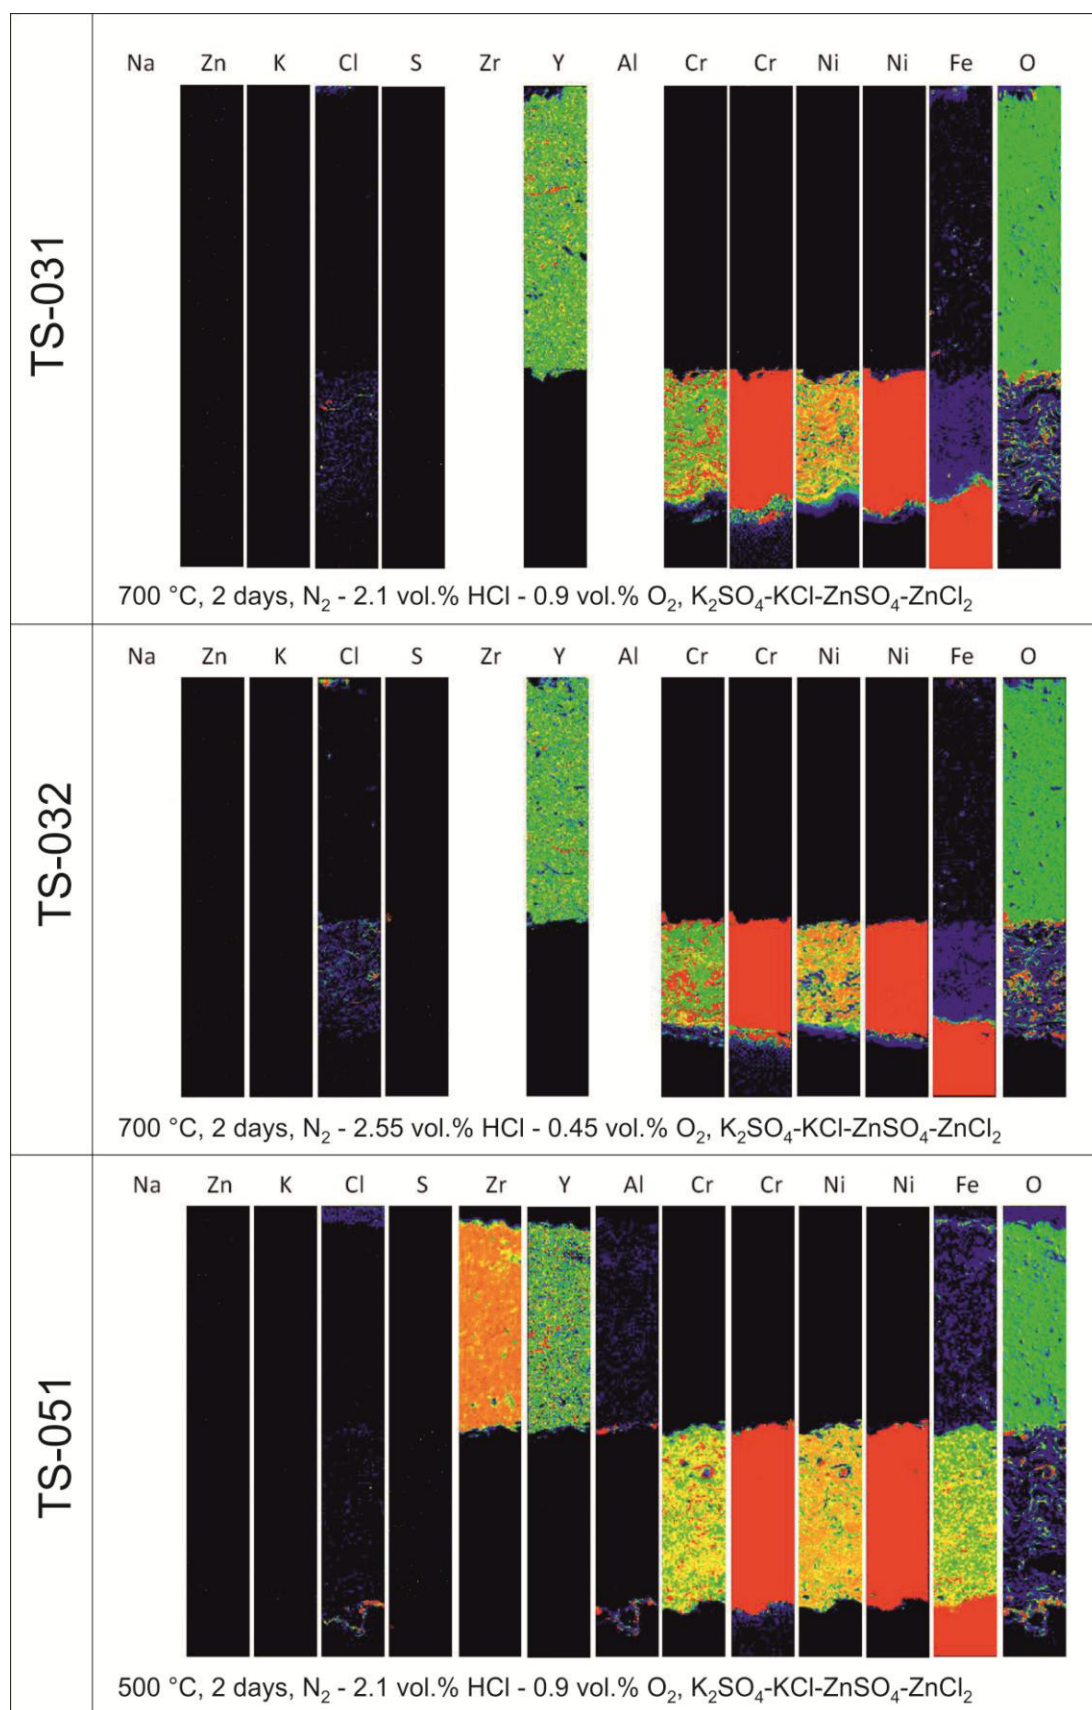 TS-031
Na Zn K Cl S Zr Y Al Cr Cr Ni Ni Fe O
700 °C, 2 days, N₂ - 2.1 vol.% HCl - 0.9 vol.% O₂, K₂SO₄-KCl-ZnSO₄-ZnCl₂
TS-032
Na Zn K Cl S Zr Y Al Cr Cr Ni Ni Fe O
700 °C, 2 days, N₂ - 2.55 vol.% HCl - 0.45 vol.% O₂, K₂SO₄-KCl-ZnSO₄-ZnCl₂
TS-051
Na Zn K Cl S Zr Y Al Cr Cr Ni Ni Fe O
500 °C, 2 days, N₂ - 2.1 vol.% HCl - 0.9 vol.% O₂, K₂SO₄-KCl-ZnSO₄-ZnCl₂